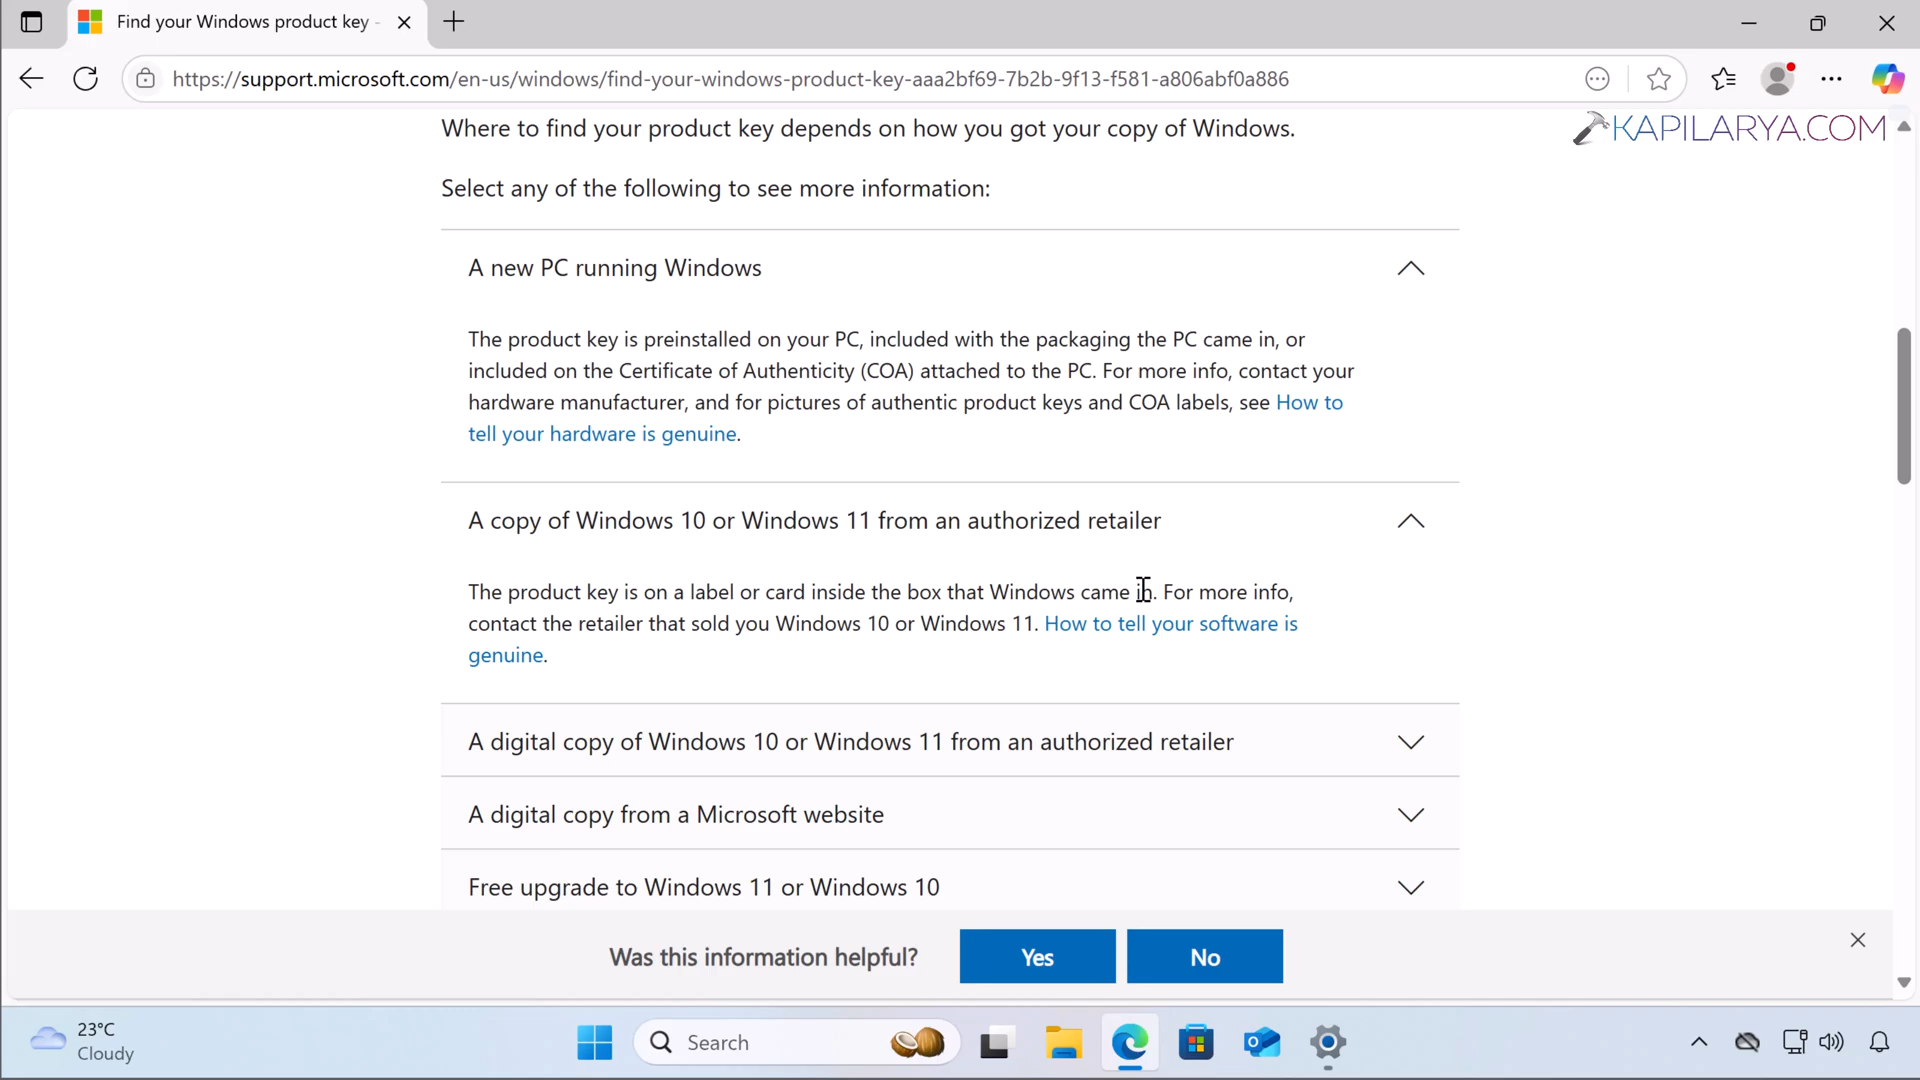 Find your Windows product key -
https://support.microsoft.com/en-us/windows/find-your-windows-product-key-aaa2bf69-7b2b-9f13-f581-a806abf0a886
KAPILARYA.COM
Where to find your product key depends on how you got your copy of Windows.
Select any of the following to see more information:
A new PC running Windows
The product key is preinstalled on your PC, included with the packaging the PC came in, or
included on the Certificate of Authenticity (COA) attached to the PC. For more info, contact your
hardware manufacturer, and for pictures of authentic product keys and COA labels, see How to
tell your hardware is genuine.
A copy of Windows 10 or Windows 11 from an authorized retailer
The product key is on a label or card inside the box that Windows came in. For more info,
contact the retailer that sold you Windows 10 or Windows 11. How to tell your software is
genuine.
A digital copy of Windows 10 or Windows 11 from an authorized retailer
A digital copy from a Microsoft website
Free upgrade to Windows 11 or Windows 10
Was this information helpful?
Yes
No
23°C
Cloudy
Search